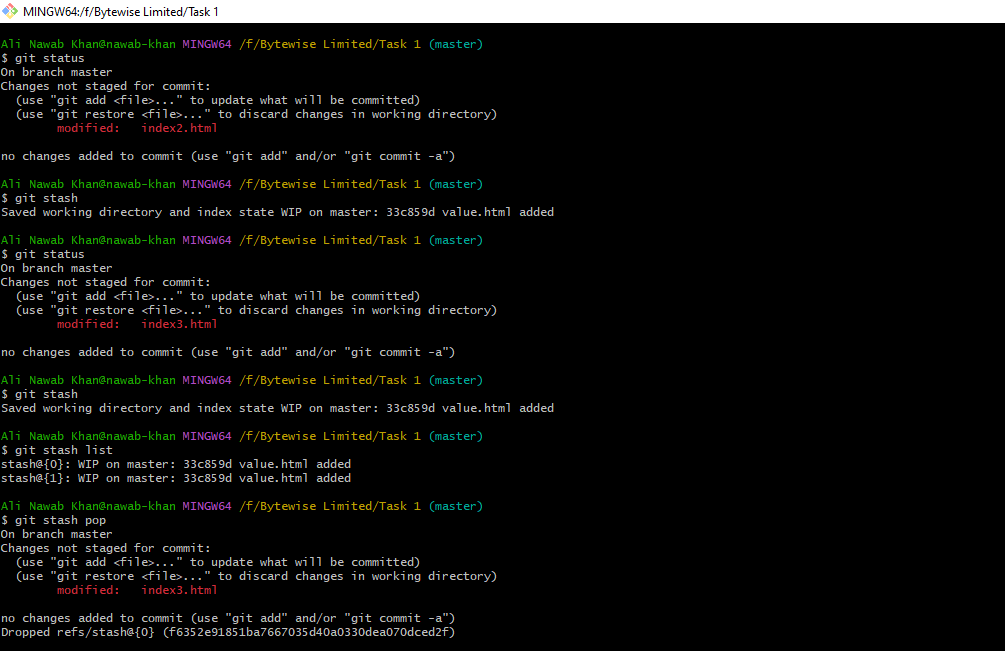 MINGW64:/f/Bytewise Limited/Task 1
Ali Nawab Khan@nawab-khan MINGW64 /f/Bytewise Limited/Task 1 (master)
$ git status
On branch master
Changes not staged for commit:
  (use "git add <file>..." to update what will be committed)
  (use "git restore <file>..." to discard changes in working directory)
        modified:   index2.html
no changes added to commit (use "git add" and/or "git commit -a")
Ali Nawab Khan@nawab-khan MINGW64 /f/Bytewise Limited/Task 1 (master)
$ git stash
Saved working directory and index state WIP on master: 33c859d value.html added
Ali Nawab Khan@nawab-khan MINGW64 /f/Bytewise Limited/Task 1 (master)
$ git status
On branch master
Changes not staged for commit:
  (use "git add <file>..." to update what will be committed)
  (use "git restore <file>..." to discard changes in working directory)
        modified:   index3.html
no changes added to commit (use "git add" and/or "git commit -a")
Ali Nawab Khan@nawab-khan MINGW64 /f/Bytewise Limited/Task 1 (master)
$ git stash
Saved working directory and index state WIP on master: 33c859d value.html added
Ali Nawab Khan@nawab-khan MINGW64 /f/Bytewise Limited/Task 1 (master)
$ git stash list
stash@{0}: WIP on master: 33c859d value.html added
stash@{1}: WIP on master: 33c859d value.html added
Ali Nawab Khan@nawab-khan MINGW64 /f/Bytewise Limited/Task 1 (master)
$ git stash pop
On branch master
Changes not staged for commit:
  (use "git add <file>..." to update what will be committed)
  (use "git restore <file>..." to discard changes in working directory)
        modified:   index3.html
no changes added to commit (use "git add" and/or "git commit -a")
Dropped refs/stash@{0} (f6352e91851ba7667035d40a0330dea070dced2f)